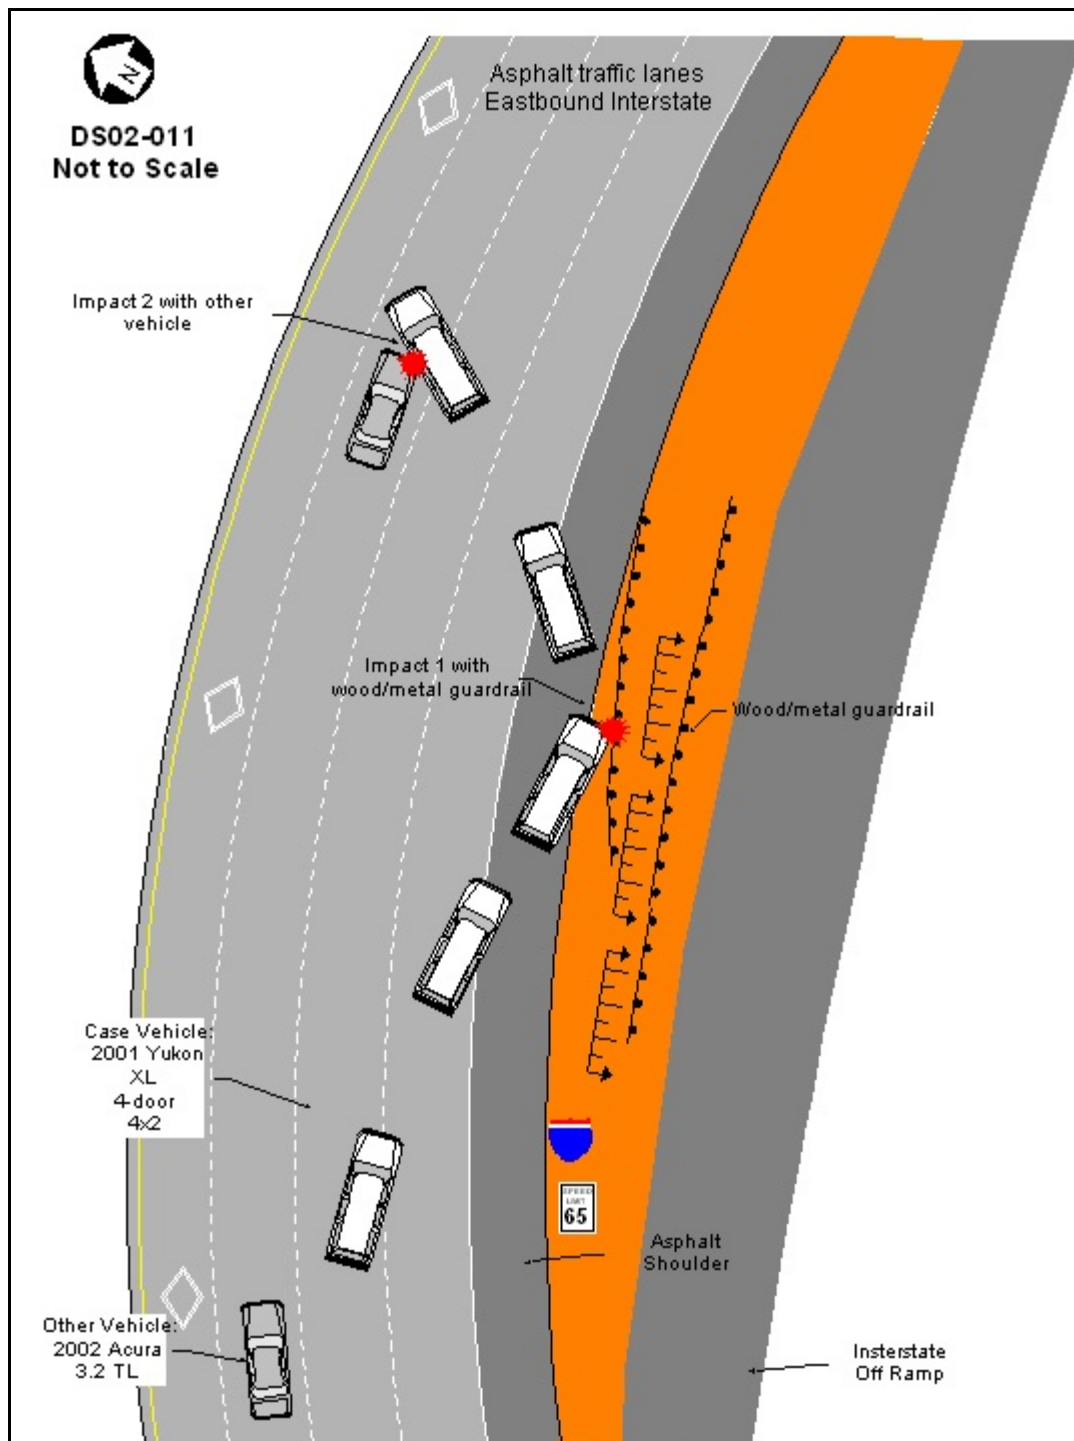 N
DS02-011
Not to Scale
Asphalt traffic lanes
Eastbound Interstate
Impact 2 with other
vehicle
Impact 1 with
wood/metal guardrail
Wood/metal guardrail
Case Vehicle:
2001 Yukon
XL
4-door
4x2
SPEED
LIMIT
65
Asphalt
Shoulder
Other Vehicle:
2002 Acura
3.2 TL
Insterstate
Off Ramp